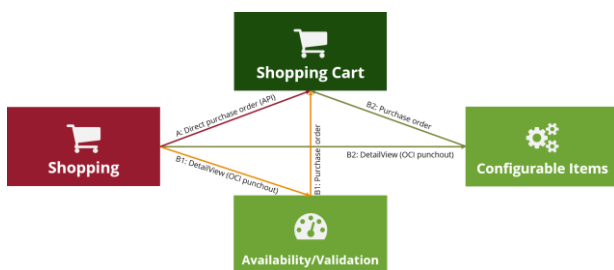 Shopping Cart
A: Direct purchase order (API)
B2: Purchase order
Shopping
B1: Purchase order
B2: DetailView (OCI punchout)
Configurable Items
B1: DetailView (OCI punchout)
Availability/Validation